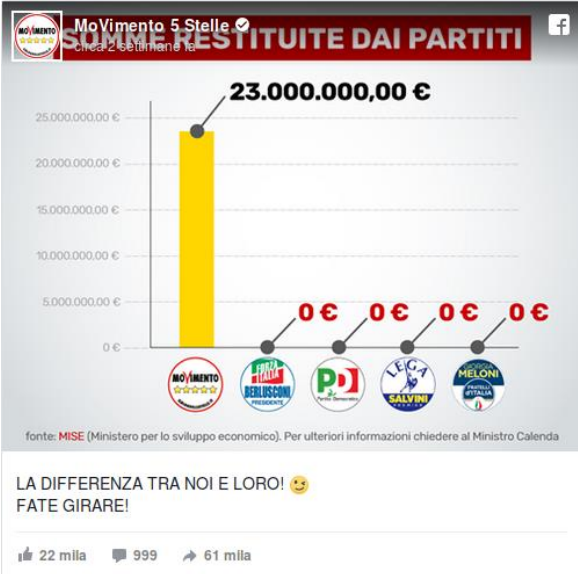 MoVimento 5 Stelle
circa 2 settimane fa
SOMME RESTITUITE DAI PARTITI
23.000.000,00 €
25.000.000,00 €
20.000.000,00 €
15.000.000,00 €
10.000.000,00 €
5.000.000,00 €
0 €
0 € 0 € 0 € 0 €
MOVIMENTO
FORZA ITALIA
BERLUSCONI
PRESIDENTE
PD
Partito Democratico
LEGA
SALVINI
PREMIER
GIORGIA
MELONI
FRATELLI
d'ITALIA
fonte: MISE (Ministero per lo sviluppo economico). Per ulteriori informazioni chiedere al Ministro Calenda
LA DIFFERENZA TRA NOI E LORO! 😉
FATE GIRARE!
22 mila 999 61 mila